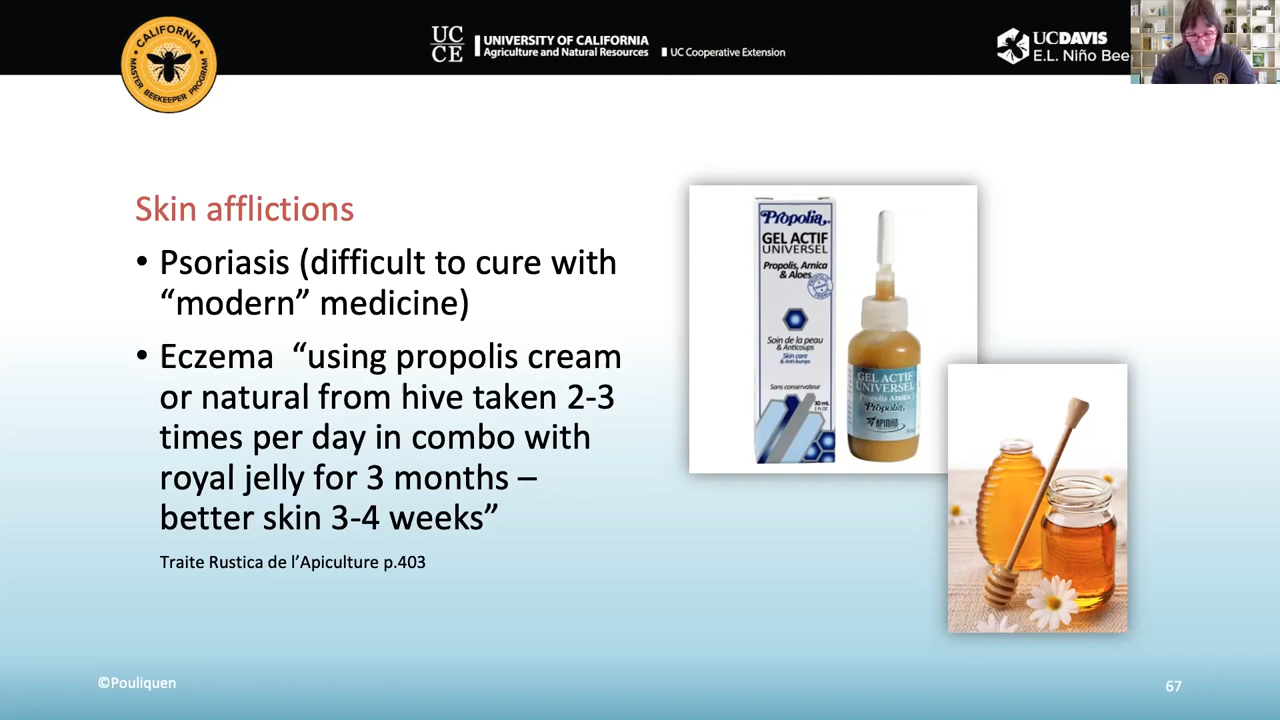 CALIFORNIA
MASTER BEEKEEPER PROGRAM
UC
CE
UNIVERSITY OF CALIFORNIA
Agriculture and Natural Resources
UC Cooperative Extension
UCDAVIS
E.L. Niño Bee
Skin afflictions
• Psoriasis (difficult to cure with
“modern” medicine)
• Eczema “using propolis cream
or natural from hive taken 2-3
times per day in combo with
royal jelly for 3 months –
better skin 3-4 weeks”
Traite Rustica de l’Apiculture p.403
Propolia
GEL ACTIF
UNIVERSEL
Propolis, Arnica
& Aloes
Soin de la peau
& Anticoups
Skin care
& Anti-bumps
Sans conservateur
30 mL
1 FL.OZ
GEL ACTIF
UNIVERSEL
Propolis Arnica
Propolia
APIMAB
©Pouliquen
67